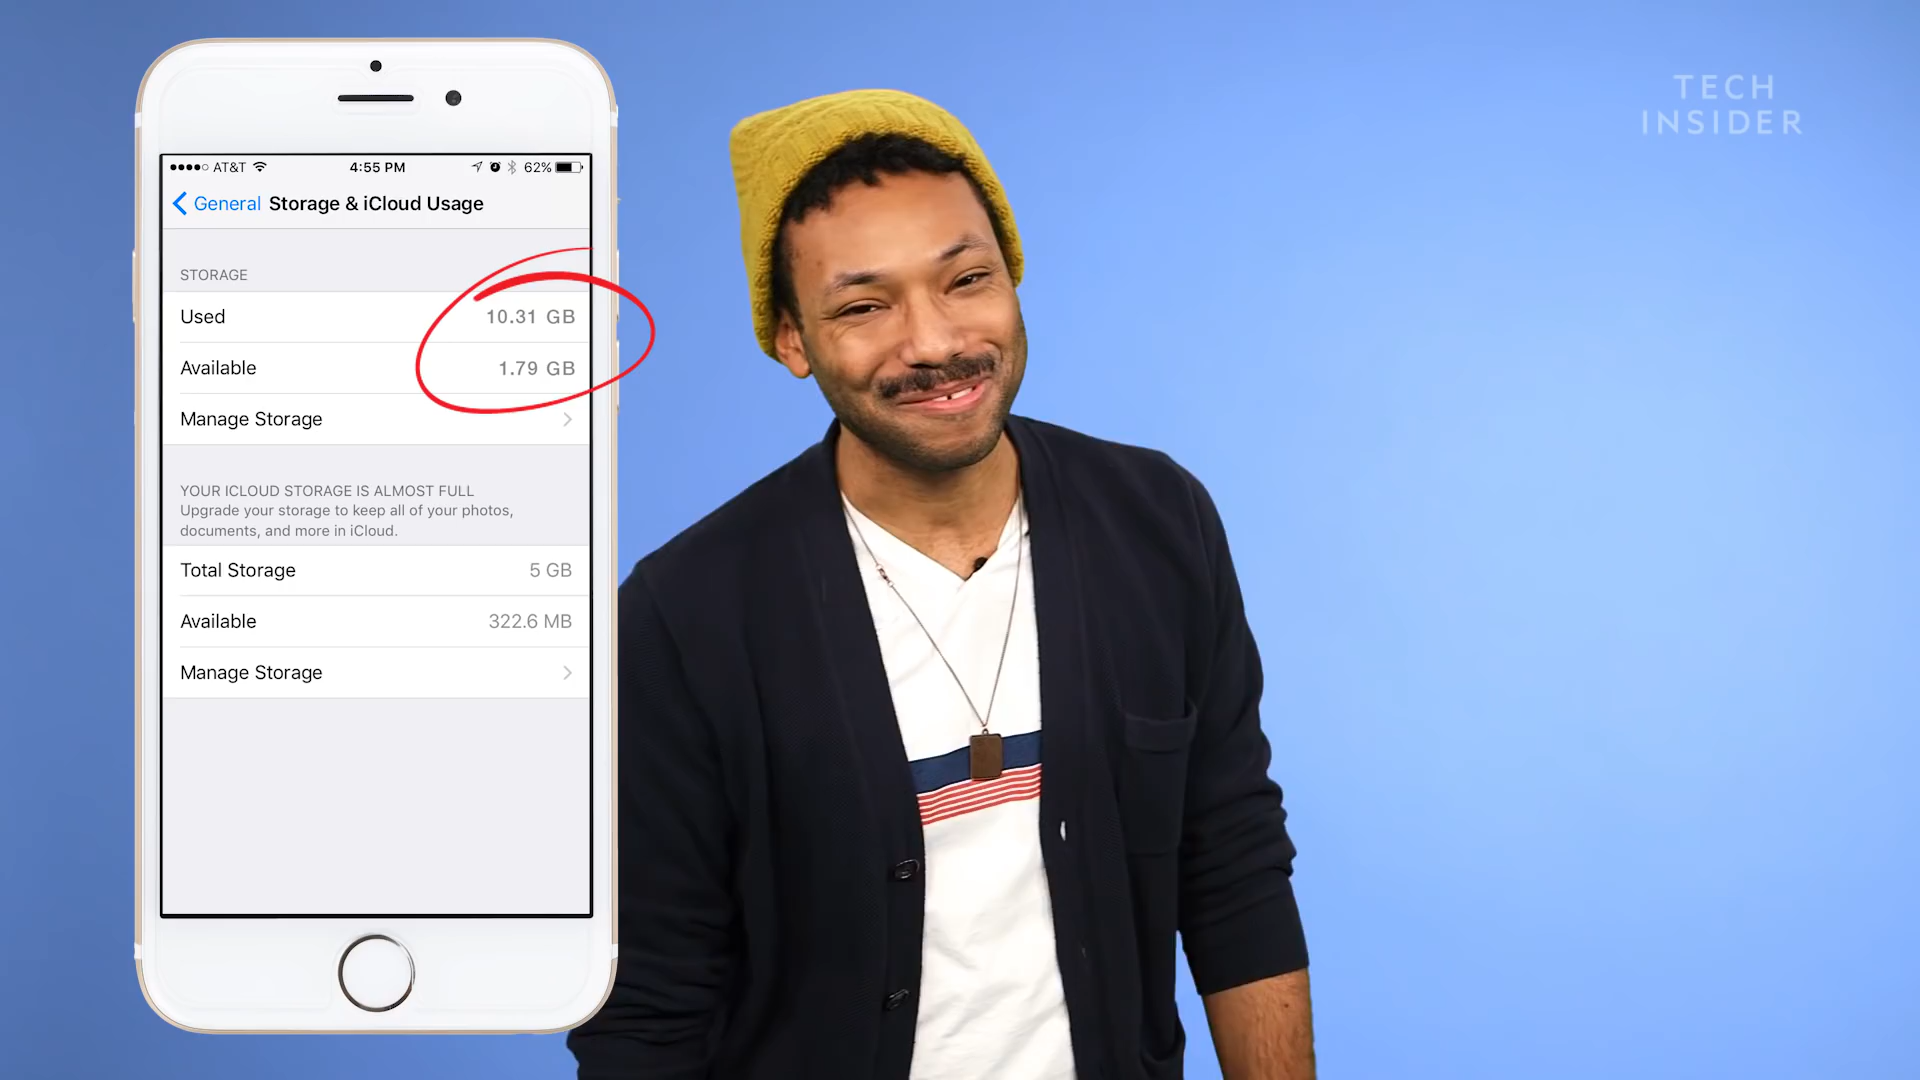 TECH
INSIDER
AT&T 4:55 PM 62%
General Storage & iCloud Usage
STORAGE
Used 10.31 GB
Available 1.79 GB
Manage Storage
YOUR ICLOUD STORAGE IS ALMOST FULL
Upgrade your storage to keep all of your photos,
documents, and more in iCloud.
Total Storage 5 GB
Available 322.6 MB
Manage Storage